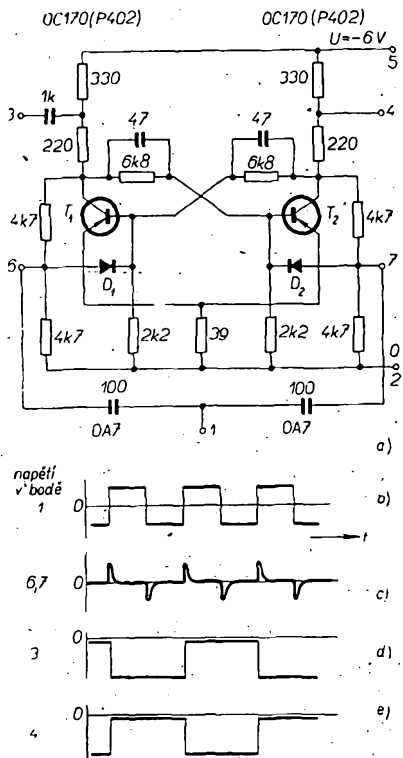 OC170(P402) OC170(P402)
U=-6V
5
330 330
1k
3 4
47 47
220 220
6k8 6k8
4k7 T1 T2 4k7
6 7
D1 D2
4k7 2k2 39 2k2 4k7
0
2
100 100
0A7 1 0A7
a)
napětí
v bodě
1 0 b)
t
6,7 0 c)
3 0 d)
4 0 e)